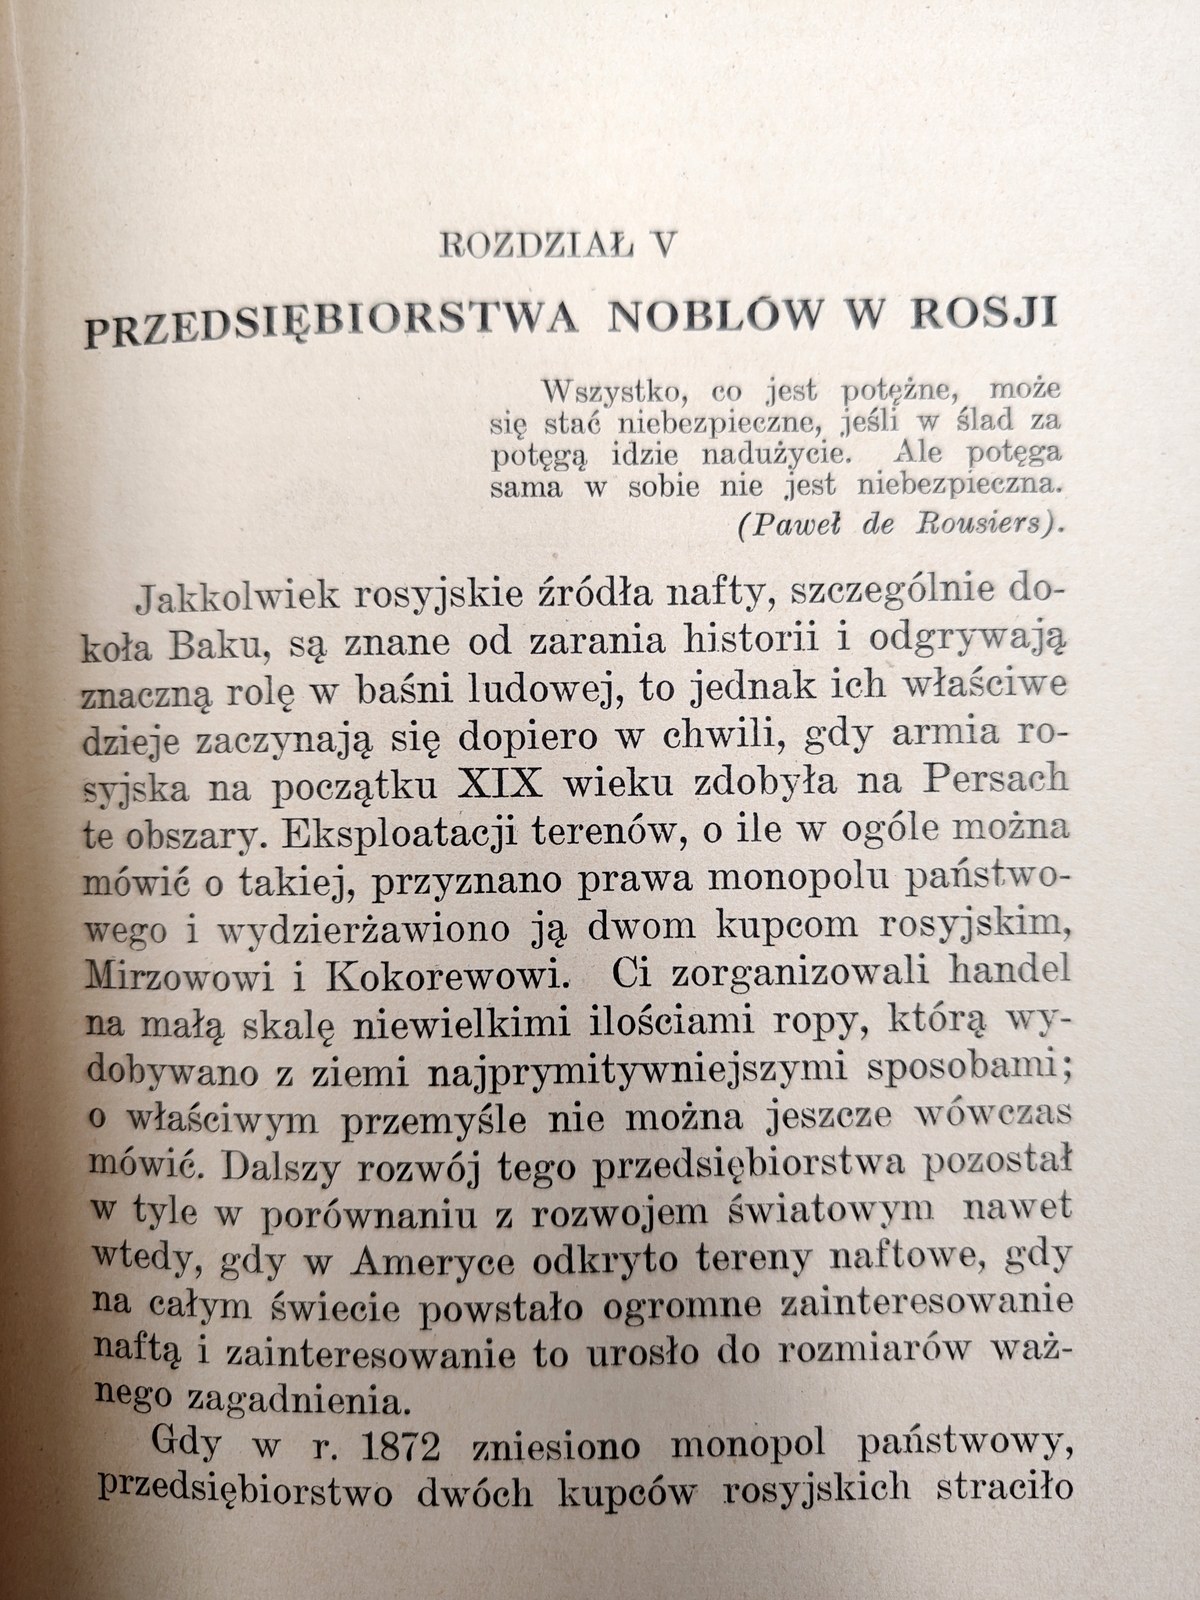 ROZDZIAŁ V
PRZEDSIĘBIORSTWA NOBLÓW W ROSJI
Wszystko, co jest potężne, może
się stać niebezpieczne, jeśli w ślad za
potęgą idzie nadużycie. Ale potęga
sama w sobie nie jest niebezpieczna.
(Paweł de Rousiers).
Jakkolwiek rosyjskie źródła nafty, szczególnie do-
koła Baku, są znane od zarania historii i odgrywają
znaczną rolę w baśni ludowej, to jednak ich właściwe
dzieje zaczynają się dopiero w chwili, gdy armia ro-
syjska na początku XIX wieku zdobyła na Persach
te obszary. Eksploatacji terenów, o ile w ogóle można
mówić o takiej, przyznano prawa monopolu państwo-
wego i wydzierżawiono ją dwom kupcom rosyjskim,
Mirzowowi i Kokorewowi. Ci zorganizowali handel
na małą skalę niewielkimi ilościami ropy, którą wy-
dobywano z ziemi najprymitywniejszymi sposobami;
o właściwym przemyśle nie można jeszcze wówczas
mówić. Dalszy rozwój tego przedsiębiorstwa pozostał
w tyle w porównaniu z rozwojem światowym nawet
wtedy, gdy w Ameryce odkryto tereny naftowe, gdy
na całym świecie powstało ogromne zainteresowanie
naftą i zainteresowanie to urosło do rozmiarów waż-
nego zagadnienia.
Gdy w r. 1872 zniesiono monopol państwowy,
przedsiębiorstwo dwóch kupców rosyjskich straciło